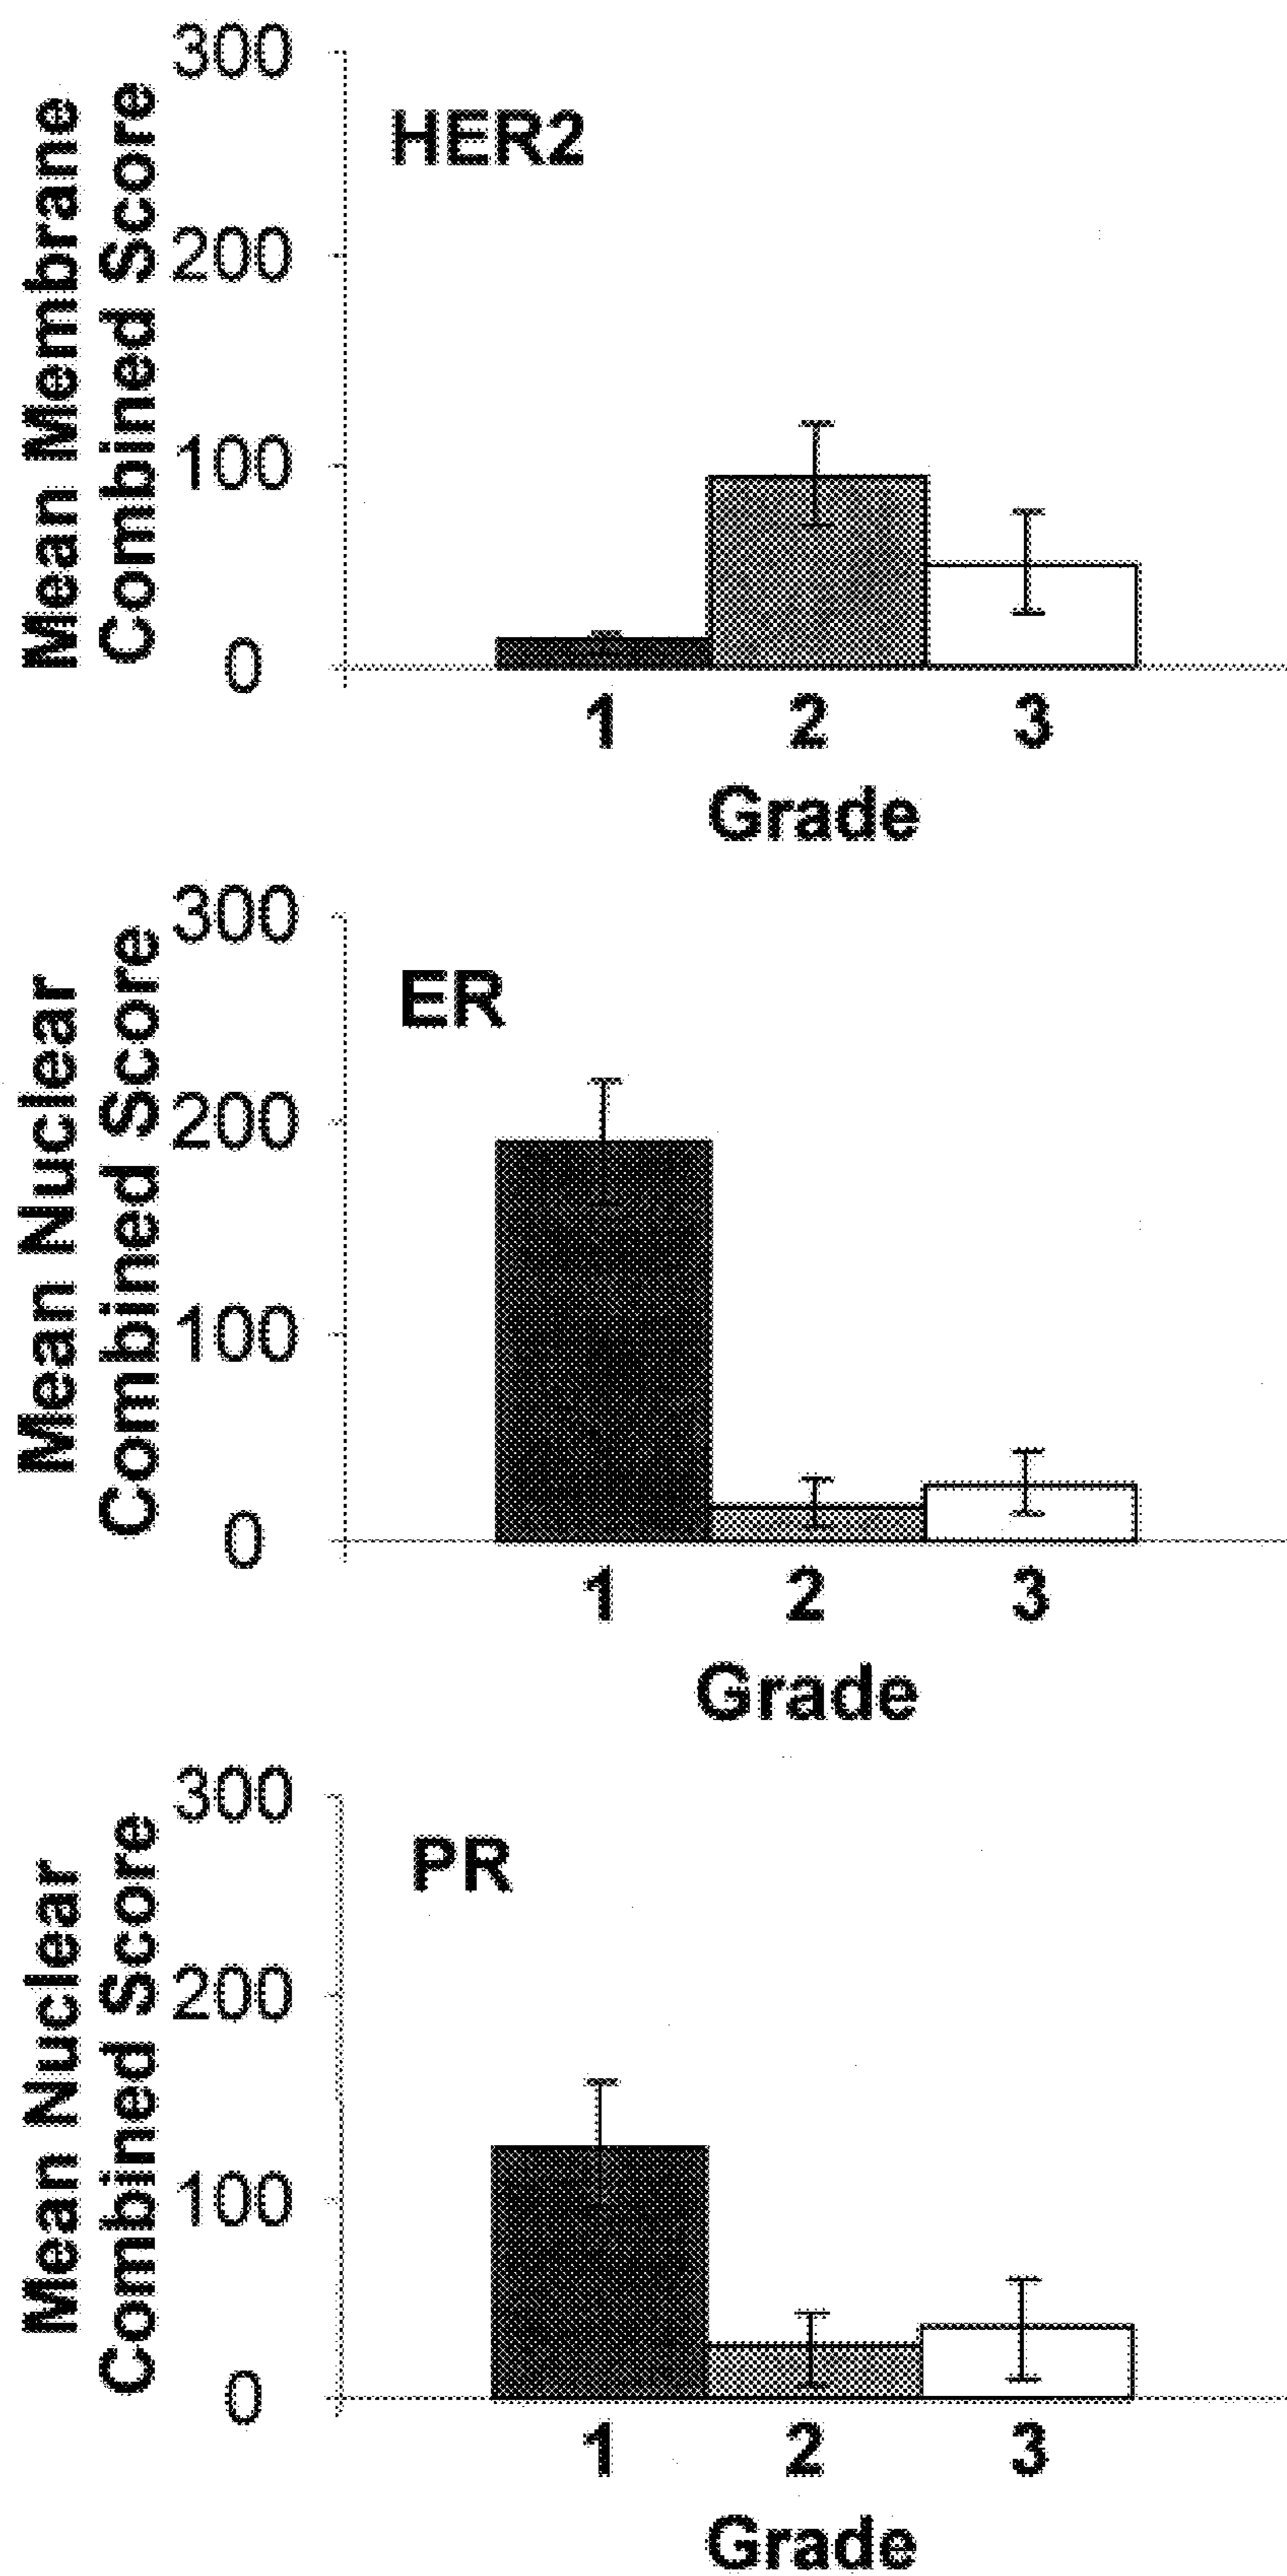 Mean Membrane
Combined Score
300
200
100
0
HER2
1 2 3
Grade
Mean Nuclear
Combined Score
300
200
100
0
ER
1 2 3
Grade
Mean Nuclear
Combined Score
300
200
100
0
PR
1 2 3
Grade